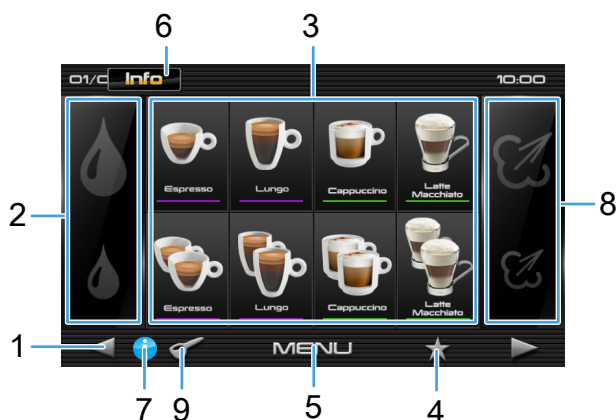 6
3
01/0
Info
10:00
Espresso
Lungo
Cappuccino
Latte
Macchiato
2
8
Espresso
Lungo
Cappuccino
Latte
Macchiato
1
MENU
7
9
5
4